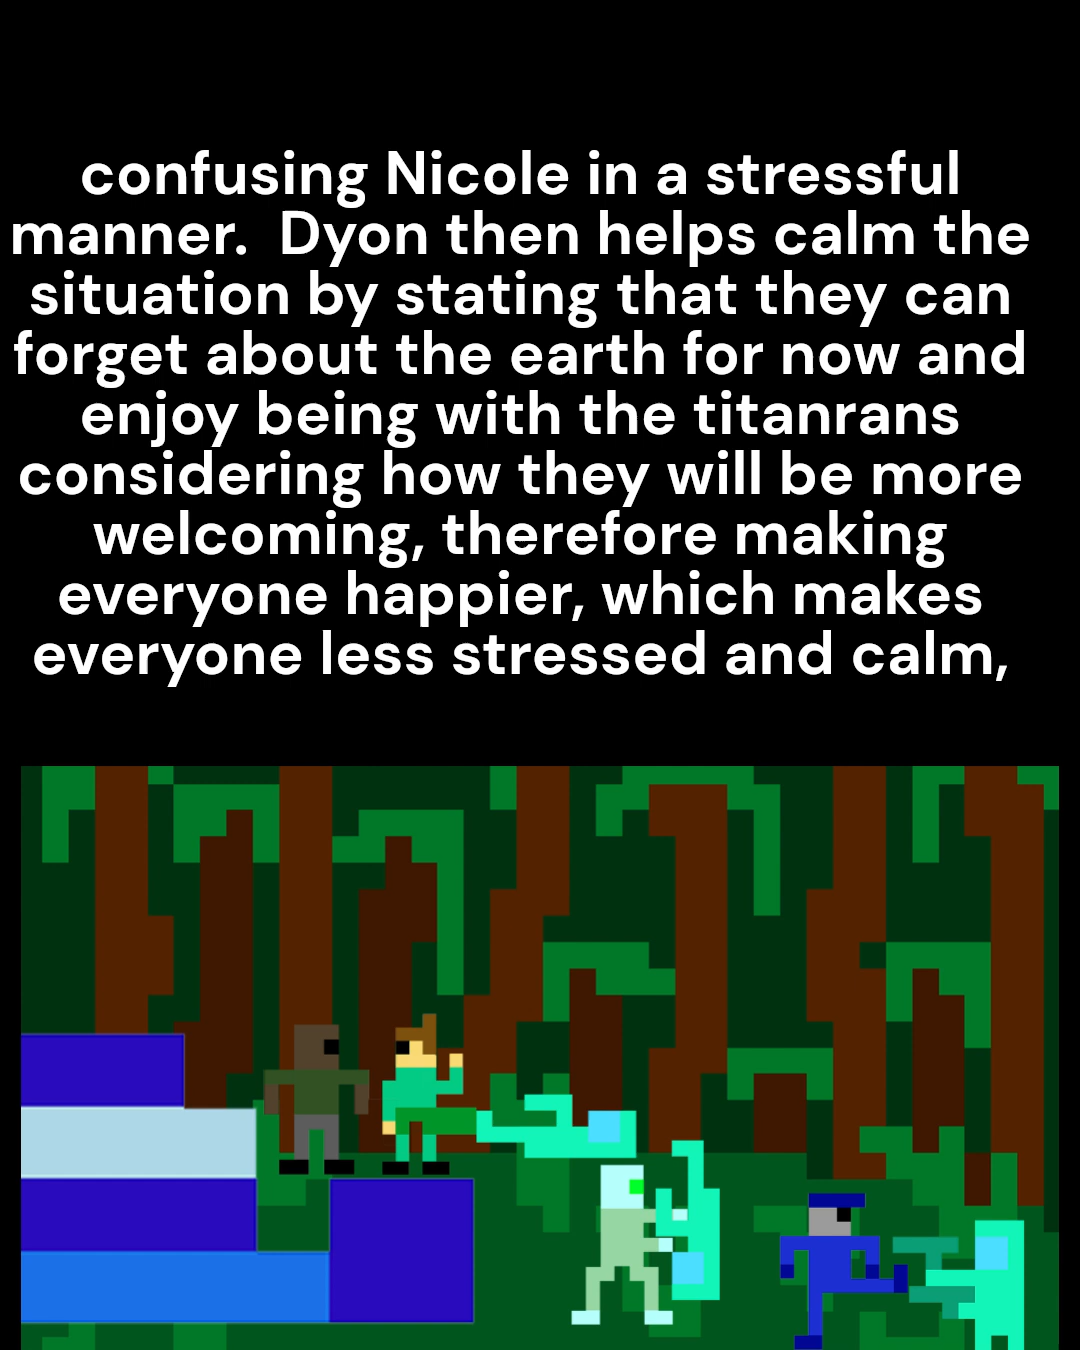 confusing Nicole in a stressful
manner.  Dyon then helps calm the
situation by stating that they can
forget about the earth for now and
enjoy being with the titanrans
considering how they will be more
welcoming, therefore making
everyone happier, which makes
everyone less stressed and calm,